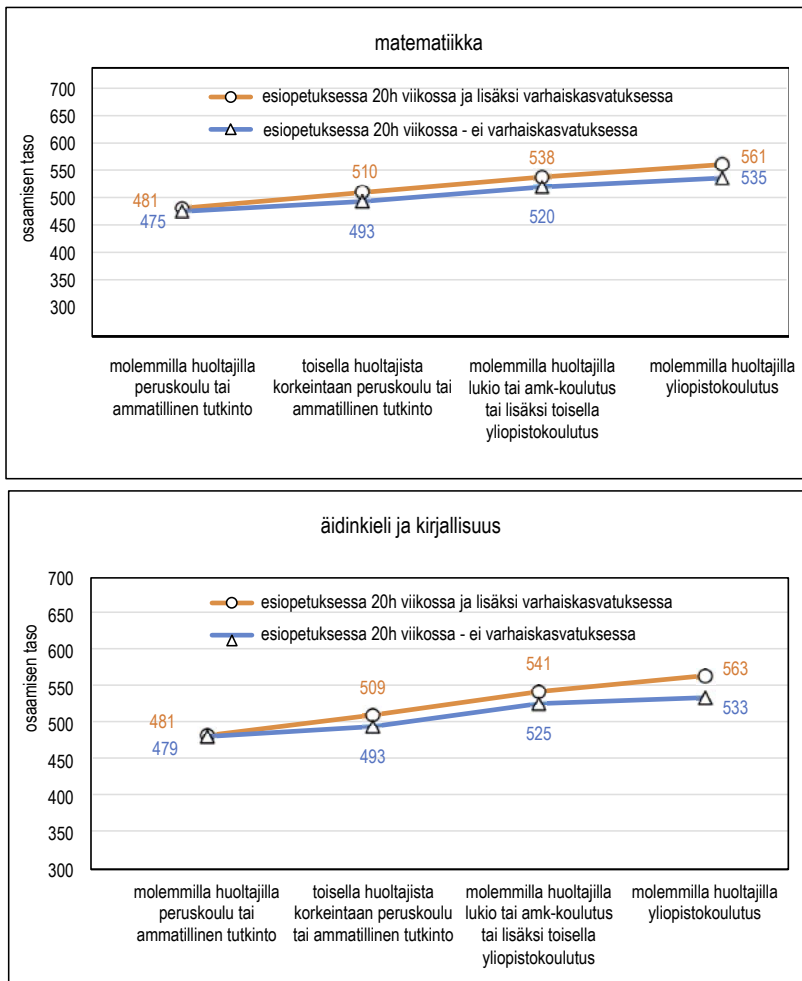 matematiikka
osaamisen taso
700
650
600
550
500
450
400
350
300
esiopetuksessa 20h viikossa ja lisäksi varhaiskasvatuksessa
esiopetuksessa 20h viikossa - ei varhaiskasvatuksessa
481
510
538
561
475
493
520
535
molemmilla huoltajilla
peruskoulu tai
ammatillinen tutkinto
toisella huoltajista
korkeintaan peruskoulu tai
ammatillinen tutkinto
molemmilla huoltajilla
lukio tai amk-koulutus
tai lisäksi toisella
yliopistokoulutus
molemmilla huoltajilla
yliopistokoulutus
äidinkieli ja kirjallisuus
osaamisen taso
700
650
600
550
500
450
400
350
300
esiopetuksessa 20h viikossa ja lisäksi varhaiskasvatuksessa
esiopetuksessa 20h viikossa - ei varhaiskasvatuksessa
481
509
541
563
479
493
525
533
molemmilla huoltajilla
peruskoulu tai
ammatillinen tutkinto
toisella huoltajista
korkeintaan peruskoulu
tai ammatillinen tutkinto
molemmilla huoltajilla
lukio tai amk-koulutus
tai lisäksi toisella
yliopistokoulutus
molemmilla huoltajilla
yliopistokoulutus